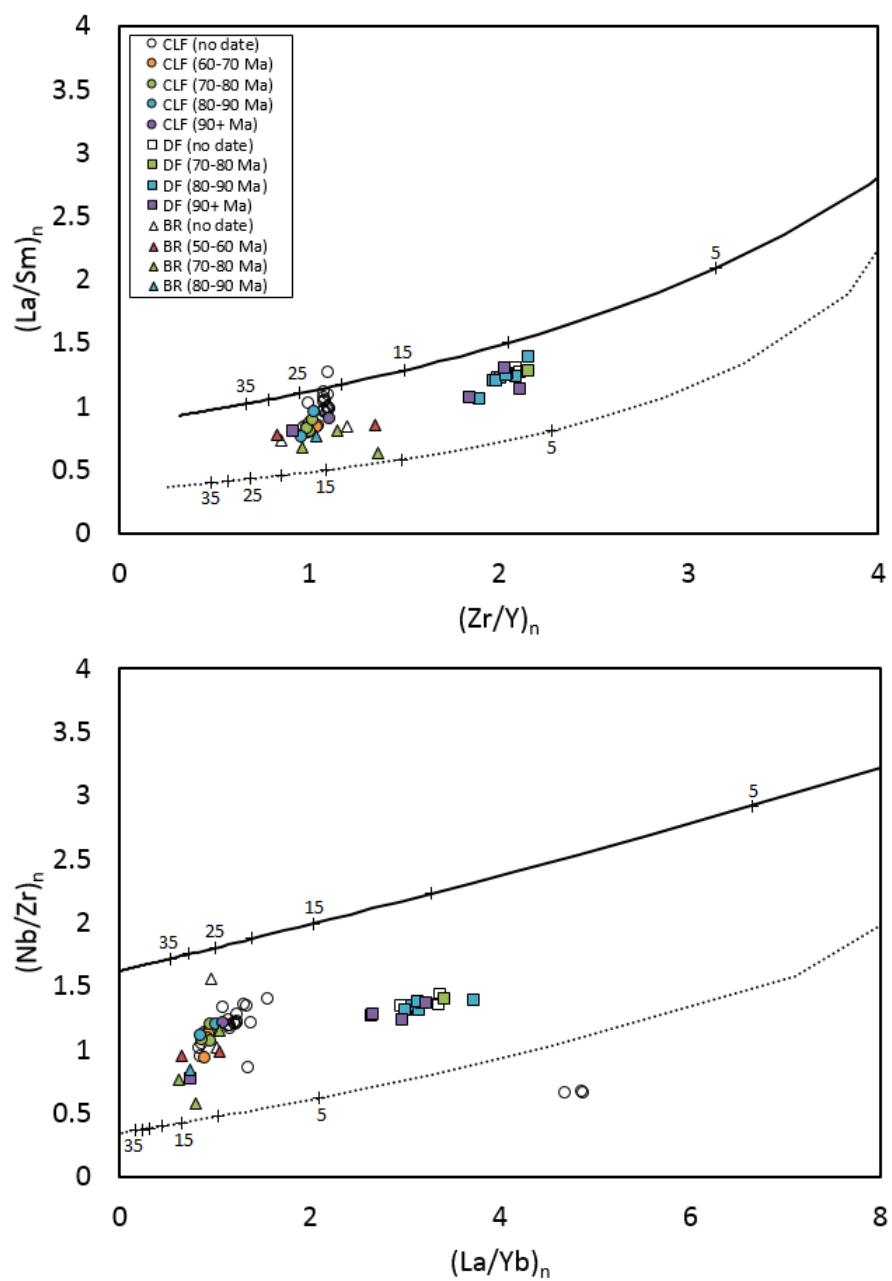 4
3.5
3
2.5
2
1.5
1
0.5
0
(La/Sm)n
CLF (no date)
CLF (60-70 Ma)
CLF (70-80 Ma)
CLF (80-90 Ma)
CLF (90+ Ma)
DF (no date)
DF (70-80 Ma)
DF (80-90 Ma)
DF (90+ Ma)
BR (no date)
BR (50-60 Ma)
BR (70-80 Ma)
BR (80-90 Ma)
5
15
25
35
5
35
25
15
0 1 2 3 4
(Zr/Y)n
4
3.5
3
2.5
2
1.5
1
0.5
0
(Nb/Zr)n
5
15
25
35
5
35
15
0 2 4 6 8
(La/Yb)n